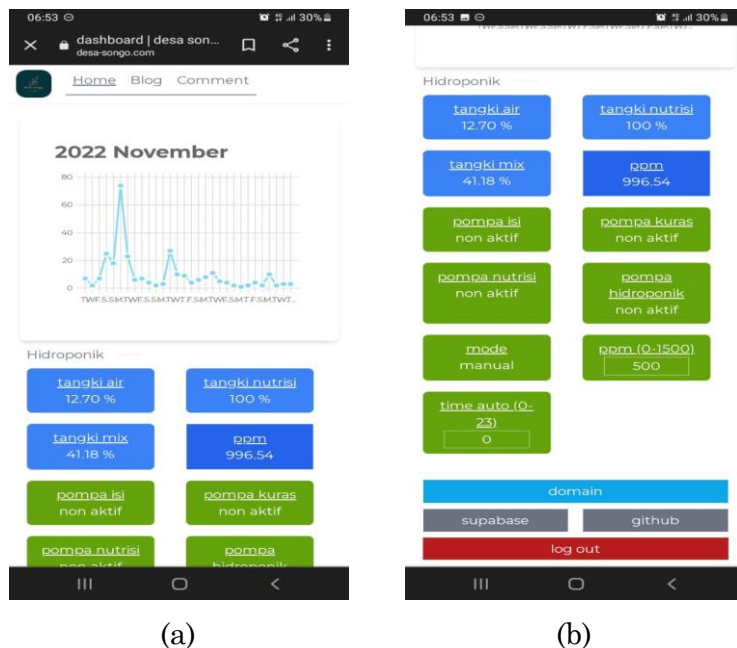 06:53 30%
dashboard | desa son...
desa-songo.com
Home Blog Comment
2022 November
80
60
40
20
0
Hidroponik
tangki air tangki nutrisi
12.70 % 100 %
tangki mix ppm
41.18 % 996.54
pompa isi pompa kuras
non aktif non aktif
pompa nutrisi pompa
non aktif hidroponik
(a)
06:53 30%
Hidroponik
tangki air tangki nutrisi
12.70 % 100 %
tangki mix ppm
41.18 % 996.54
pompa isi pompa kuras
non aktif non aktif
pompa nutrisi pompa
non aktif hidroponik
non aktif
mode ppm (0-1500)
manual 500
time auto (0-
23)
0
domain
supabase github
log out
(b)